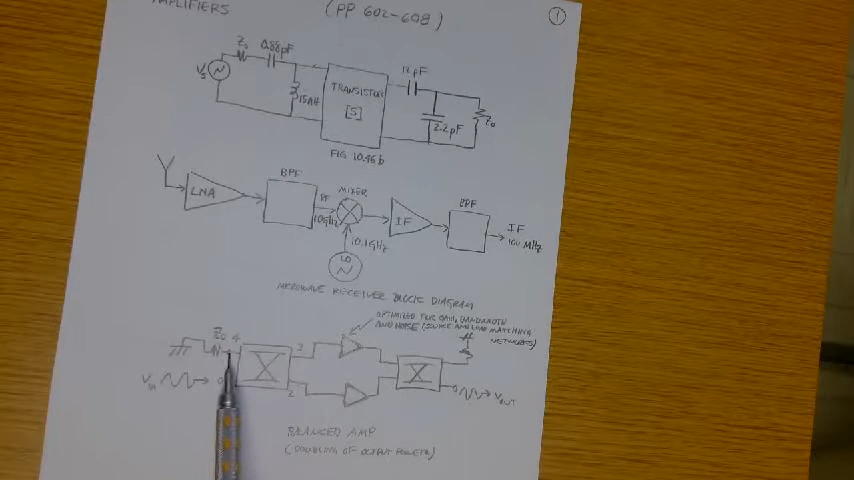 AMPLIFIERS (PP 602-608) 1
Z₀ 0.88pF
Vs
15nH
TRANSISTOR
[S]
12pF
2.2pF
Z₀
FIG 10.46b
LNA
BPF
RF
10GHz
MIXER
IF
BPF
IF
100 MHz
10.1GHz
LO
MICROWAVE RECEIVER BLOCK DIAGRAM
OPTIMIZED FOR GAIN, BANDWIDTH
AND NOISE (SOURCE AND LOAD MATCHING
NETWORKS)
Z₀ 4
3
2
Vin
VOUT
BALANCED AMP
(DOUBLING OF OUTPUT POWER)